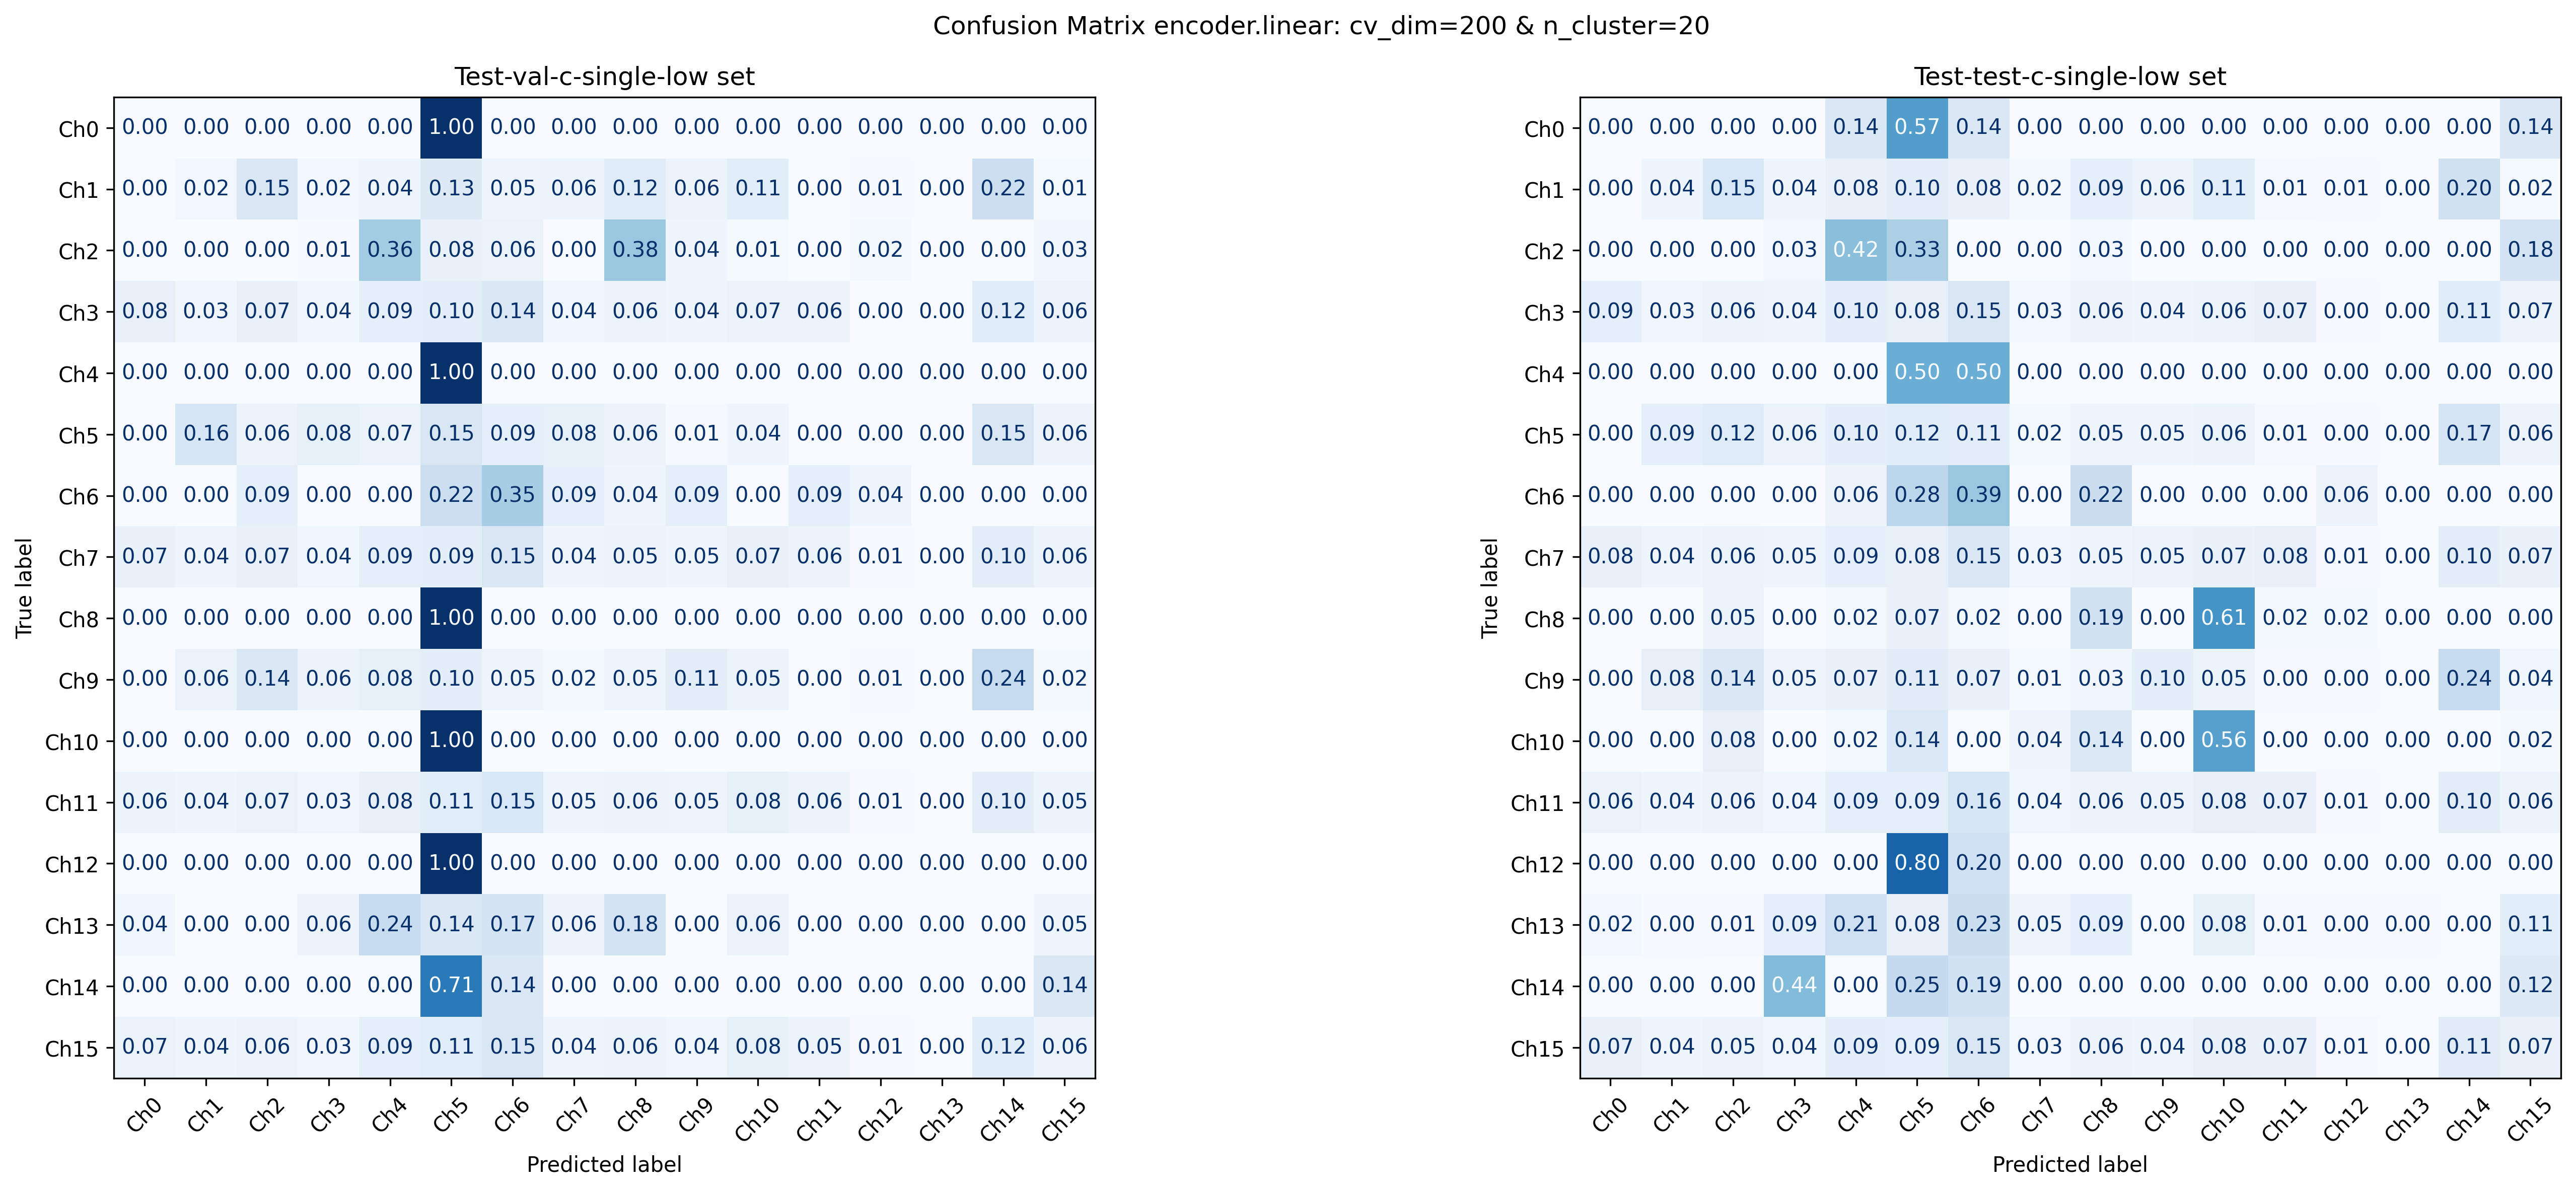 Confusion Matrix encoder.linear: cv_dim=200 & n_cluster=20
Test-val-c-single-low set
Ch0 0.00 0.00 0.00 0.00 0.00 1.00 0.00 0.00 0.00 0.00 0.00 0.00 0.00 0.00 0.00 0.00
Ch1 0.00 0.02 0.15 0.02 0.04 0.13 0.05 0.06 0.12 0.06 0.11 0.00 0.01 0.00 0.22 0.01
Ch2 0.00 0.00 0.00 0.01 0.36 0.08 0.06 0.00 0.38 0.04 0.01 0.00 0.02 0.00 0.00 0.03
Ch3 0.08 0.03 0.07 0.04 0.09 0.10 0.14 0.04 0.06 0.04 0.07 0.06 0.00 0.00 0.12 0.06
Ch4 0.00 0.00 0.00 0.00 0.00 1.00 0.00 0.00 0.00 0.00 0.00 0.00 0.00 0.00 0.00 0.00
Ch5 0.00 0.16 0.06 0.08 0.07 0.15 0.09 0.08 0.06 0.01 0.04 0.00 0.00 0.00 0.15 0.06
Ch6 0.00 0.00 0.09 0.00 0.00 0.22 0.35 0.09 0.04 0.09 0.00 0.09 0.04 0.00 0.00 0.00
Ch7 0.07 0.04 0.07 0.04 0.09 0.09 0.15 0.04 0.05 0.05 0.07 0.06 0.01 0.00 0.10 0.06
Ch8 0.00 0.00 0.00 0.00 0.00 1.00 0.00 0.00 0.00 0.00 0.00 0.00 0.00 0.00 0.00 0.00
Ch9 0.00 0.06 0.14 0.06 0.08 0.10 0.05 0.02 0.05 0.11 0.05 0.00 0.01 0.00 0.24 0.02
Ch10 0.00 0.00 0.00 0.00 0.00 1.00 0.00 0.00 0.00 0.00 0.00 0.00 0.00 0.00 0.00 0.00
Ch11 0.06 0.04 0.07 0.03 0.08 0.11 0.15 0.05 0.06 0.05 0.08 0.06 0.01 0.00 0.10 0.05
Ch12 0.00 0.00 0.00 0.00 0.00 1.00 0.00 0.00 0.00 0.00 0.00 0.00 0.00 0.00 0.00 0.00
Ch13 0.04 0.00 0.00 0.06 0.24 0.14 0.17 0.06 0.18 0.00 0.06 0.00 0.00 0.00 0.00 0.05
Ch14 0.00 0.00 0.00 0.00 0.00 0.71 0.14 0.00 0.00 0.00 0.00 0.00 0.00 0.00 0.00 0.14
Ch15 0.07 0.04 0.06 0.03 0.09 0.11 0.15 0.04 0.06 0.04 0.08 0.05 0.01 0.00 0.12 0.06
True label
Ch0 Ch1 Ch2 Ch3 Ch4 Ch5 Ch6 Ch7 Ch8 Ch9 Ch10 Ch11 Ch12 Ch13 Ch14 Ch15
Predicted label
Test-test-c-single-low set
Ch0 0.00 0.00 0.00 0.00 0.14 0.57 0.14 0.00 0.00 0.00 0.00 0.00 0.00 0.00 0.00 0.14
Ch1 0.00 0.04 0.15 0.04 0.08 0.10 0.08 0.02 0.09 0.06 0.11 0.01 0.01 0.00 0.20 0.02
Ch2 0.00 0.00 0.00 0.03 0.42 0.33 0.00 0.00 0.03 0.00 0.00 0.00 0.00 0.00 0.00 0.18
Ch3 0.09 0.03 0.06 0.04 0.10 0.08 0.15 0.03 0.06 0.04 0.06 0.07 0.00 0.00 0.11 0.07
Ch4 0.00 0.00 0.00 0.00 0.00 0.50 0.50 0.00 0.00 0.00 0.00 0.00 0.00 0.00 0.00 0.00
Ch5 0.00 0.09 0.12 0.06 0.10 0.12 0.11 0.02 0.05 0.05 0.06 0.01 0.00 0.00 0.17 0.06
Ch6 0.00 0.00 0.00 0.00 0.06 0.28 0.39 0.00 0.22 0.00 0.00 0.00 0.06 0.00 0.00 0.00
Ch7 0.08 0.04 0.06 0.05 0.09 0.08 0.15 0.03 0.05 0.05 0.07 0.08 0.01 0.00 0.10 0.07
Ch8 0.00 0.00 0.05 0.00 0.02 0.07 0.02 0.00 0.19 0.00 0.61 0.02 0.02 0.00 0.00 0.00
Ch9 0.00 0.08 0.14 0.05 0.07 0.11 0.07 0.01 0.03 0.10 0.05 0.00 0.00 0.00 0.24 0.04
Ch10 0.00 0.00 0.08 0.00 0.02 0.14 0.00 0.04 0.14 0.00 0.56 0.00 0.00 0.00 0.00 0.02
Ch11 0.06 0.04 0.06 0.04 0.09 0.09 0.16 0.04 0.06 0.05 0.08 0.07 0.01 0.00 0.10 0.06
Ch12 0.00 0.00 0.00 0.00 0.00 0.80 0.20 0.00 0.00 0.00 0.00 0.00 0.00 0.00 0.00 0.00
Ch13 0.02 0.00 0.01 0.09 0.21 0.08 0.23 0.05 0.09 0.00 0.08 0.01 0.00 0.00 0.00 0.11
Ch14 0.00 0.00 0.00 0.44 0.00 0.25 0.19 0.00 0.00 0.00 0.00 0.00 0.00 0.00 0.00 0.12
Ch15 0.07 0.04 0.05 0.04 0.09 0.09 0.15 0.03 0.06 0.04 0.08 0.07 0.01 0.00 0.11 0.07
True label
Ch0 Ch1 Ch2 Ch3 Ch4 Ch5 Ch6 Ch7 Ch8 Ch9 Ch10 Ch11 Ch12 Ch13 Ch14 Ch15
Predicted label